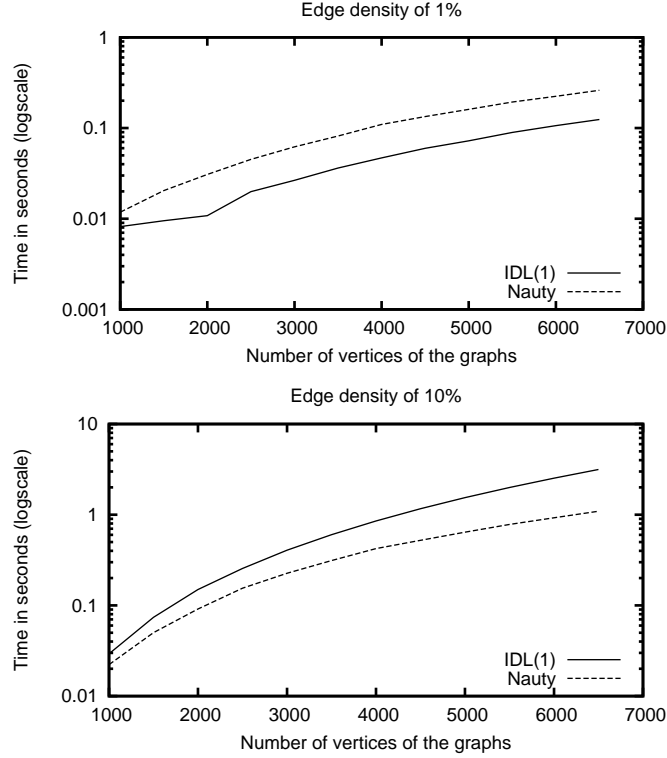 Edge density of 1%
1
0.1
0.01
0.001
Time in seconds (logscale)
IDL(1)
Nauty
1000 2000 3000 4000 5000 6000 7000
Number of vertices of the graphs
Edge density of 10%
10
1
0.1
0.01
Time in seconds (logscale)
IDL(1)
Nauty
1000 2000 3000 4000 5000 6000 7000
Number of vertices of the graphs